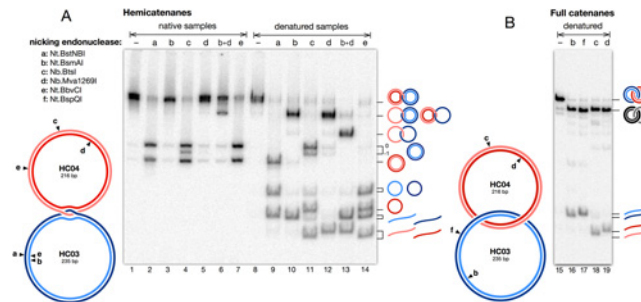 A
Hemicatenanes
native samples
denatured samples
nicking endonuclease:
– a b c d b+d e – a b c d b+d e
a: Nt.BstNBI
b: Nt.BsmAI
c: Nb.BtsI
d: Nb.Mva1269I
e: Nt.BbvCI
f: Nt.BspQI
c
d
e
HC04
216 bp
HC03
235 bp
a
e
b
0
-1
1 2 3 4 5 6 7 8 9 10 11 12 13 14
B
Full catenanes
denatured
– b f c d
c
d
HC04
216 bp
f
HC03
235 bp
b
15 16 17 18 19